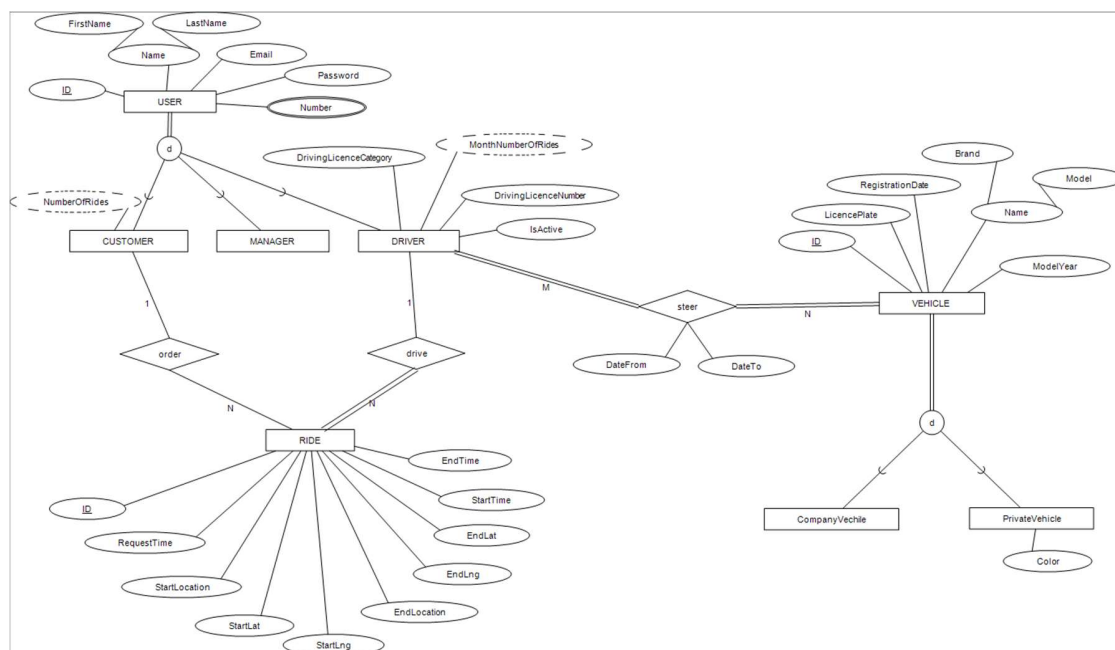 FirstName
LastName
Name
Email
ID
Password
USER
Number
d
DrivingLicenceCategory
MonthNumberOfRides
NumberOfRides
DrivingLicenceNumber
IsActive
CUSTOMER
MANAGER
DRIVER
Brand
Model
RegistrationDate
LicencePlate
Name
ID
ModelYear
VEHICLE
M
steer
N
DateFrom
DateTo
1
1
order
drive
N
N
RIDE
EndTime
StartTime
ID
EndLat
RequestTime
EndLng
StartLocation
EndLocation
StartLat
StartLng
d
CompanyVechile
PrivateVehicle
Color